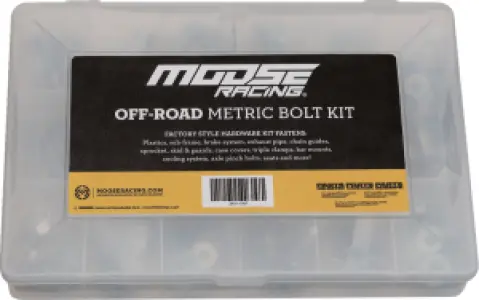 MOOSE
RACING®
OFF-ROAD METRIC BOLT KIT
FACTORY STYLE HARDWARE KIT FASTENS:
Plastics, sub-frame, brake system, exhaust pipe, chain guides,
sprocket, skid & panels, case covers, triple clamps, bar mounts,
cooling system, axle pinch bolts, seats and more!
MOOSERACING.COM